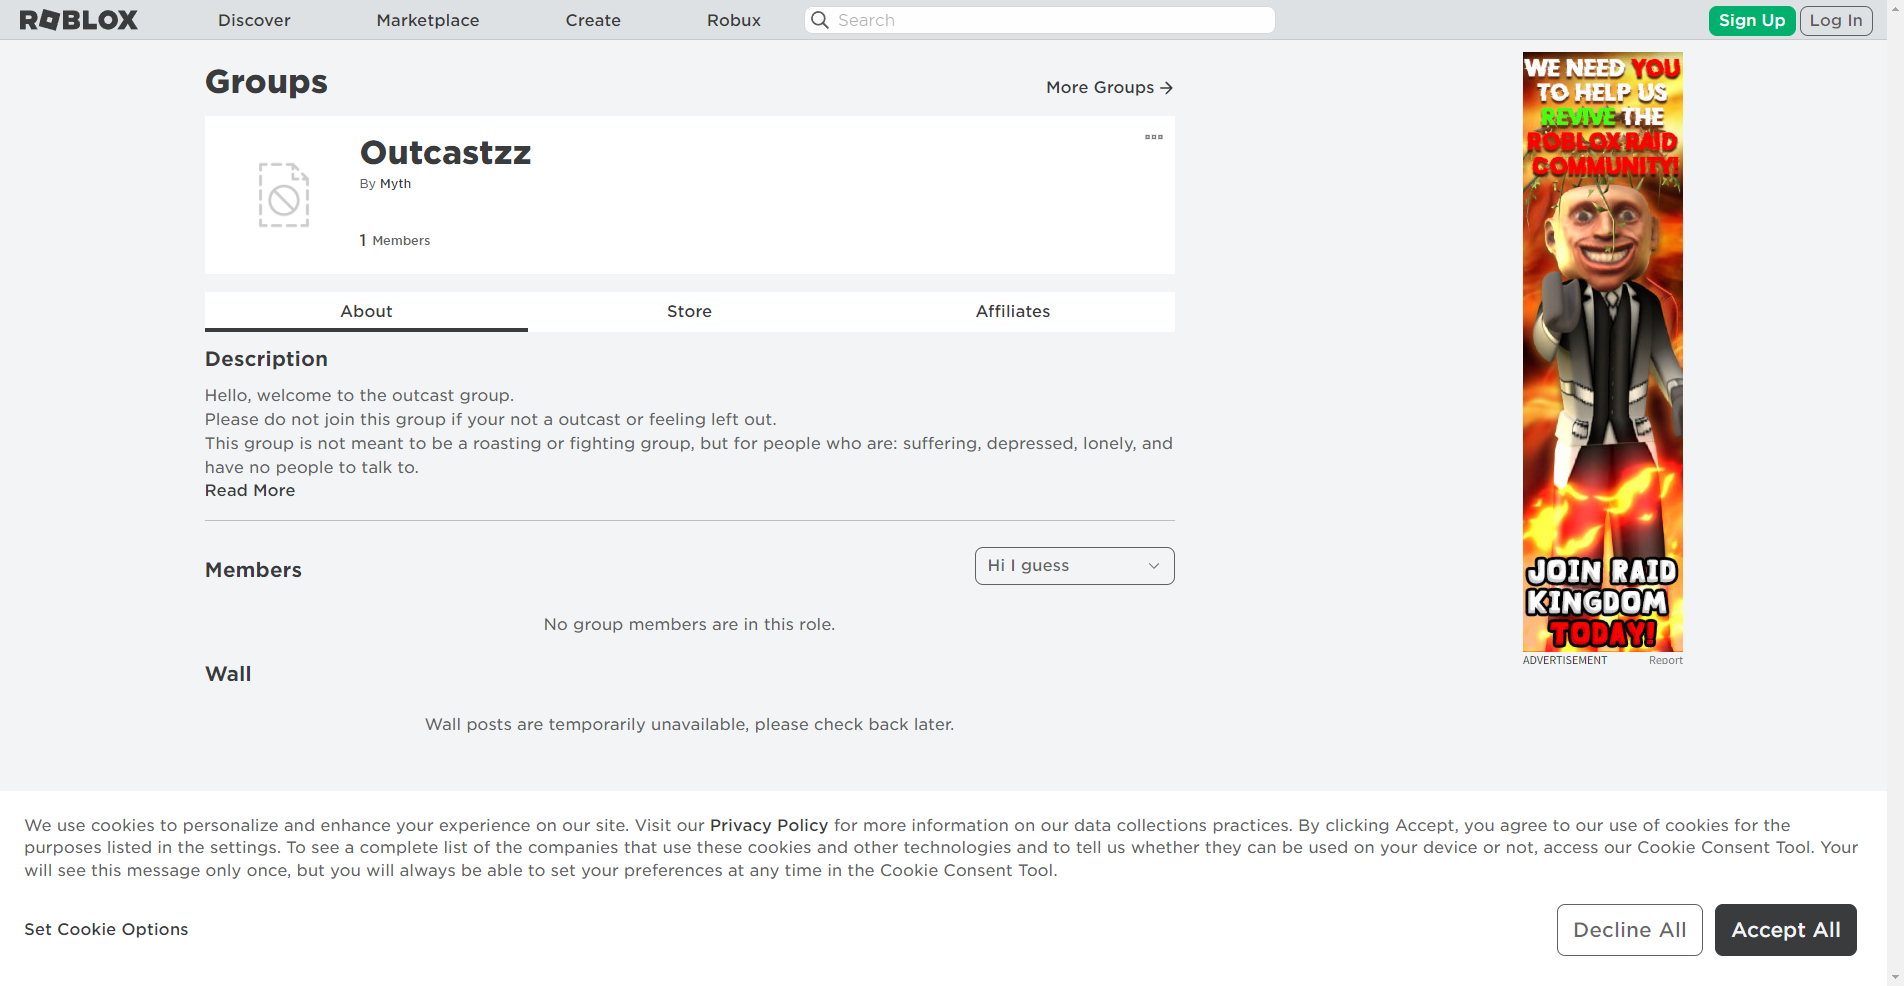 ROBLOX
Discover
Marketplace
Create
Robux
Search
Sign Up
Log In
Groups
More Groups
Outcastzz
By Myth
1 Members
About
Store
Affiliates
Description
Hello, welcome to the outcast group.
Please do not join this group if your not a outcast or feeling left out.
This group is not meant to be a roasting or fighting group, but for people who are: suffering, depressed, lonely, and
have no people to talk to.
Read More
Members
Hi I guess
No group members are in this role.
Wall
Wall posts are temporarily unavailable, please check back later.
WE NEED YOU
TO HELP US
REVIVE THE
ROBLOX RAID
COMMUNITY!
JOIN RAID
KINGDOM
TODAY!
ADVERTISEMENT
Report
We use cookies to personalize and enhance your experience on our site. Visit our Privacy Policy for more information on our data collections practices. By clicking Accept, you agree to our use of cookies for the
purposes listed in the settings. To see a complete list of the companies that use these cookies and other technologies and to tell us whether they can be used on your device or not, access our Cookie Consent Tool. Your
will see this message only once, but you will always be able to set your preferences at any time in the Cookie Consent Tool.
Set Cookie Options
Decline All
Accept All